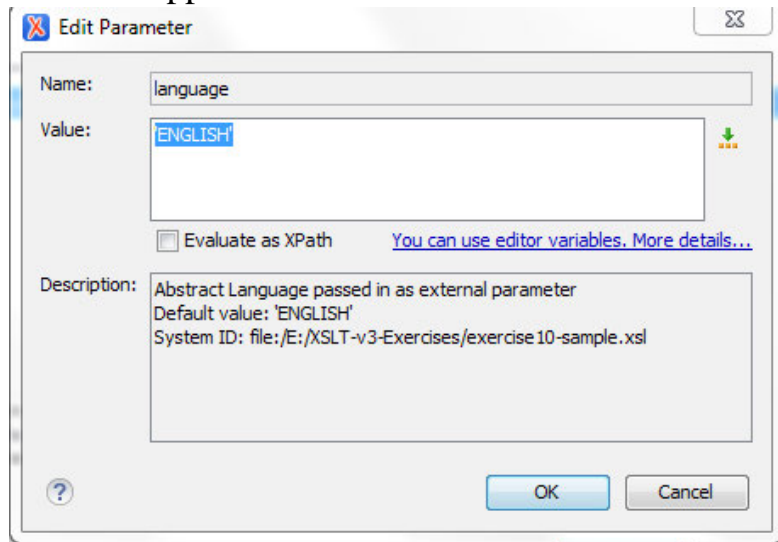 Edit Parameter
Name:
language
Value:
'ENGLISH'
Evaluate as XPath
You can use editor variables. More details...
Description:
Abstract Language passed in as external parameter
Default value: 'ENGLISH'
System ID: file:/E:/XSLT-v3-Exercises/exercise10-sample.xsl
?
OK
Cancel